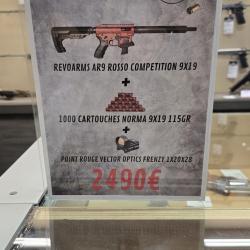 REVOARMS AR9 ROSSO COMPETITION 9X19
+
1000 CARTOUCHES NORMA 9X19 115GR
+
POINT ROUGE VECTOR OPTICS FRENZY 1X20X28
2490€